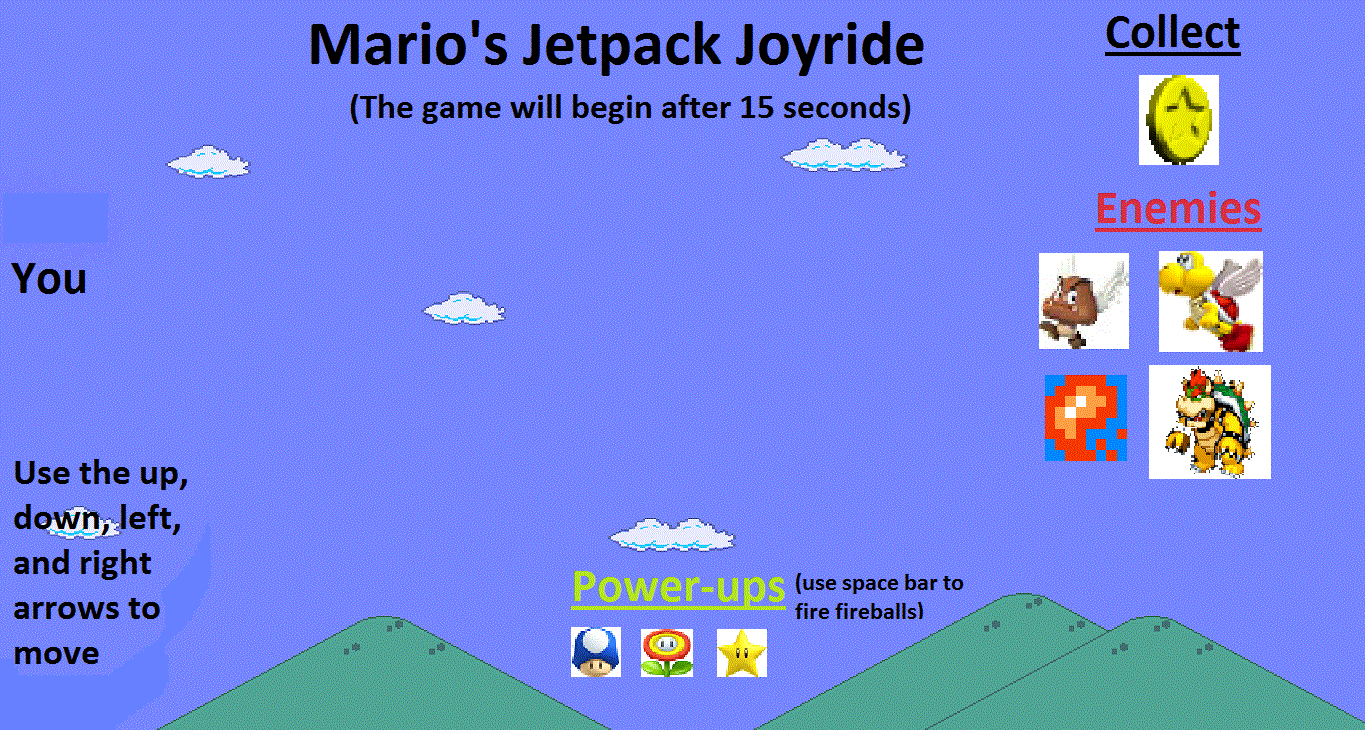 Mario's Jetpack Joyride
(The game will begin after 15 seconds)
Collect
Enemies
You
Use the up,
down, left,
and right
arrows to
move
Power-ups
(use space bar to
fire fireballs)